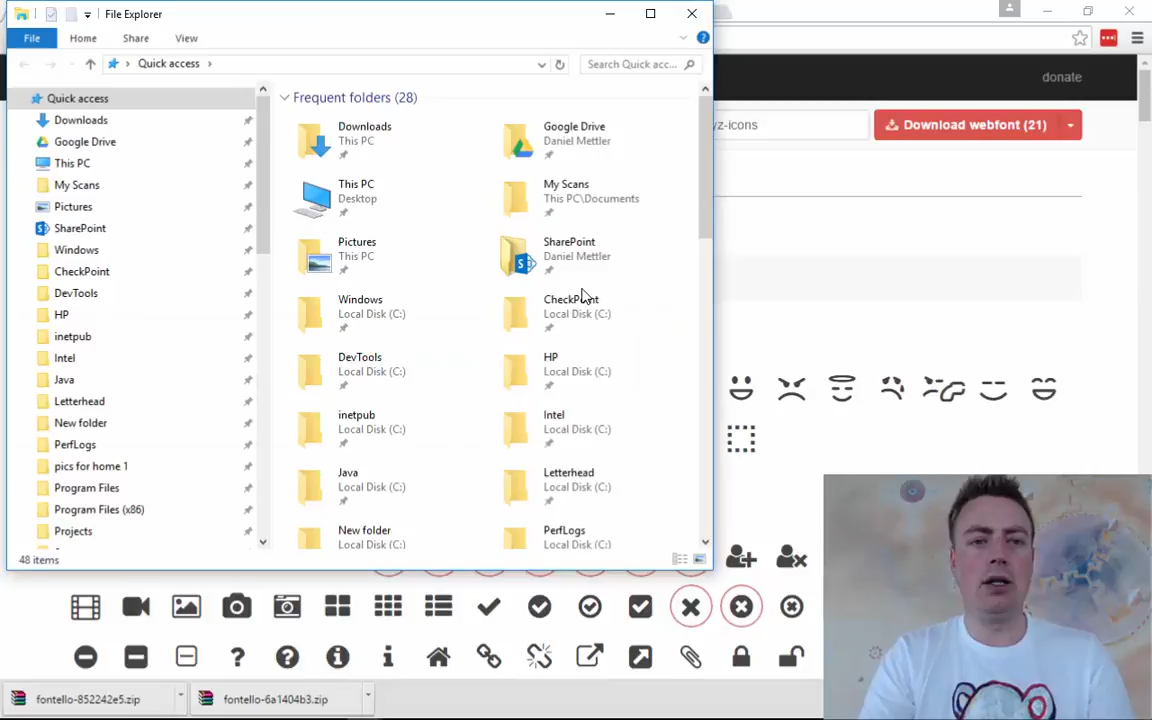 File Explorer
File
Home
Share
View
Quick access
Search Quick acc...
donate
yz-icons
Download webfont (21)
Quick access
Downloads
Google Drive
This PC
My Scans
Pictures
SharePoint
Windows
CheckPoint
DevTools
HP
inetpub
Intel
Java
Letterhead
New folder
PerfLogs
pics for home 1
Program Files
Program Files (x86)
Projects
Frequent folders (28)
Downloads
This PC
Google Drive
Daniel Mettler
This PC
Desktop
My Scans
This PC\Documents
Pictures
This PC
SharePoint
Daniel Mettler
Windows
Local Disk (C:)
CheckPoint
Local Disk (C:)
DevTools
Local Disk (C:)
HP
Local Disk (C:)
inetpub
Local Disk (C:)
Intel
Local Disk (C:)
Java
Local Disk (C:)
Letterhead
Local Disk (C:)
New folder
Local Disk (C:)
PerfLogs
Local Disk (C:)
48 items
fontello-852242e5.zip
fontello-6a1404b3.zip